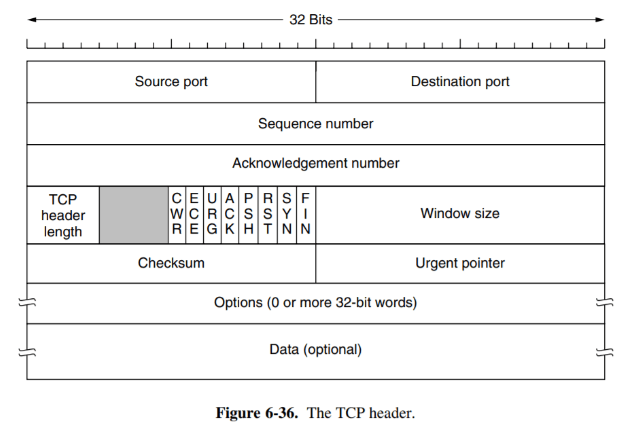 32 Bits
Source port
Destination port
Sequence number
Acknowledgement number
TCP
header
length
CWR
ECE
URG
ACK
PSH
RST
SYN
FIN
Window size
Checksum
Urgent pointer
Options (0 or more 32-bit words)
Data (optional)
Figure 6-36. The TCP header.